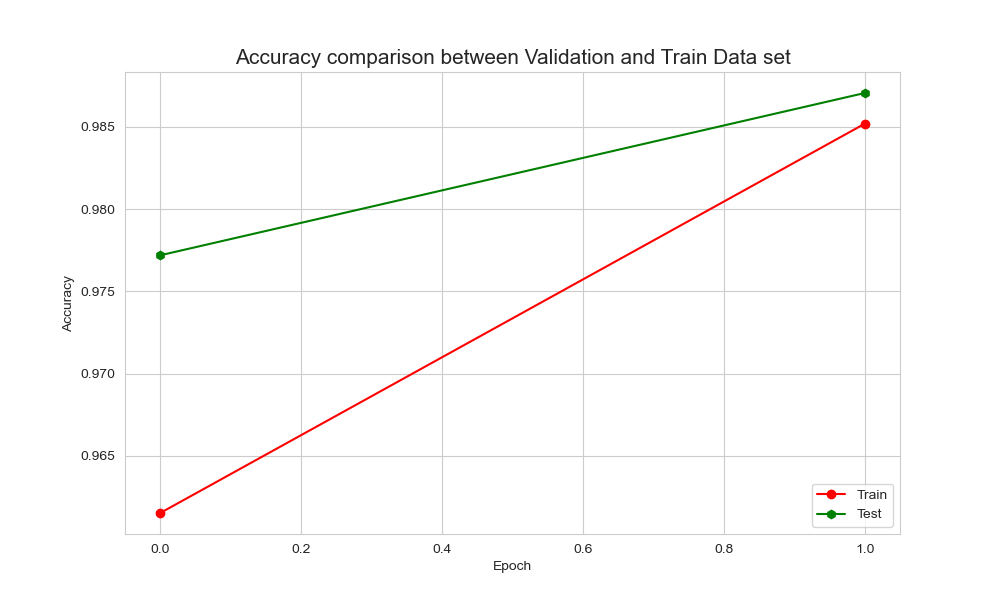 Accuracy comparison between Validation and Train Data set
Accuracy
0.985
0.980
0.975
0.970
0.965
0.0 0.2 0.4 0.6 0.8 1.0
Epoch
Train
Test